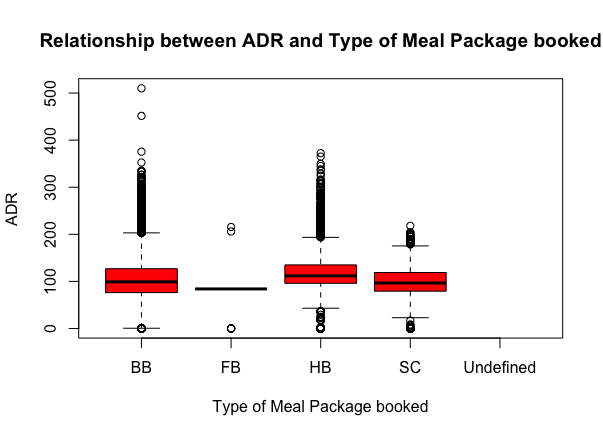 Relationship between ADR and Type of Meal Package booked
ADR
500
400
300
200
100
0
BB FB HB SC Undefined
Type of Meal Package booked